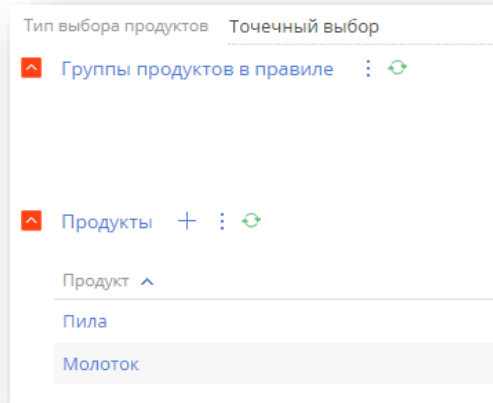 Тип выбора продуктов Точечный выбор
Группы продуктов в правиле
Продукты
Продукт
Пила
Молоток